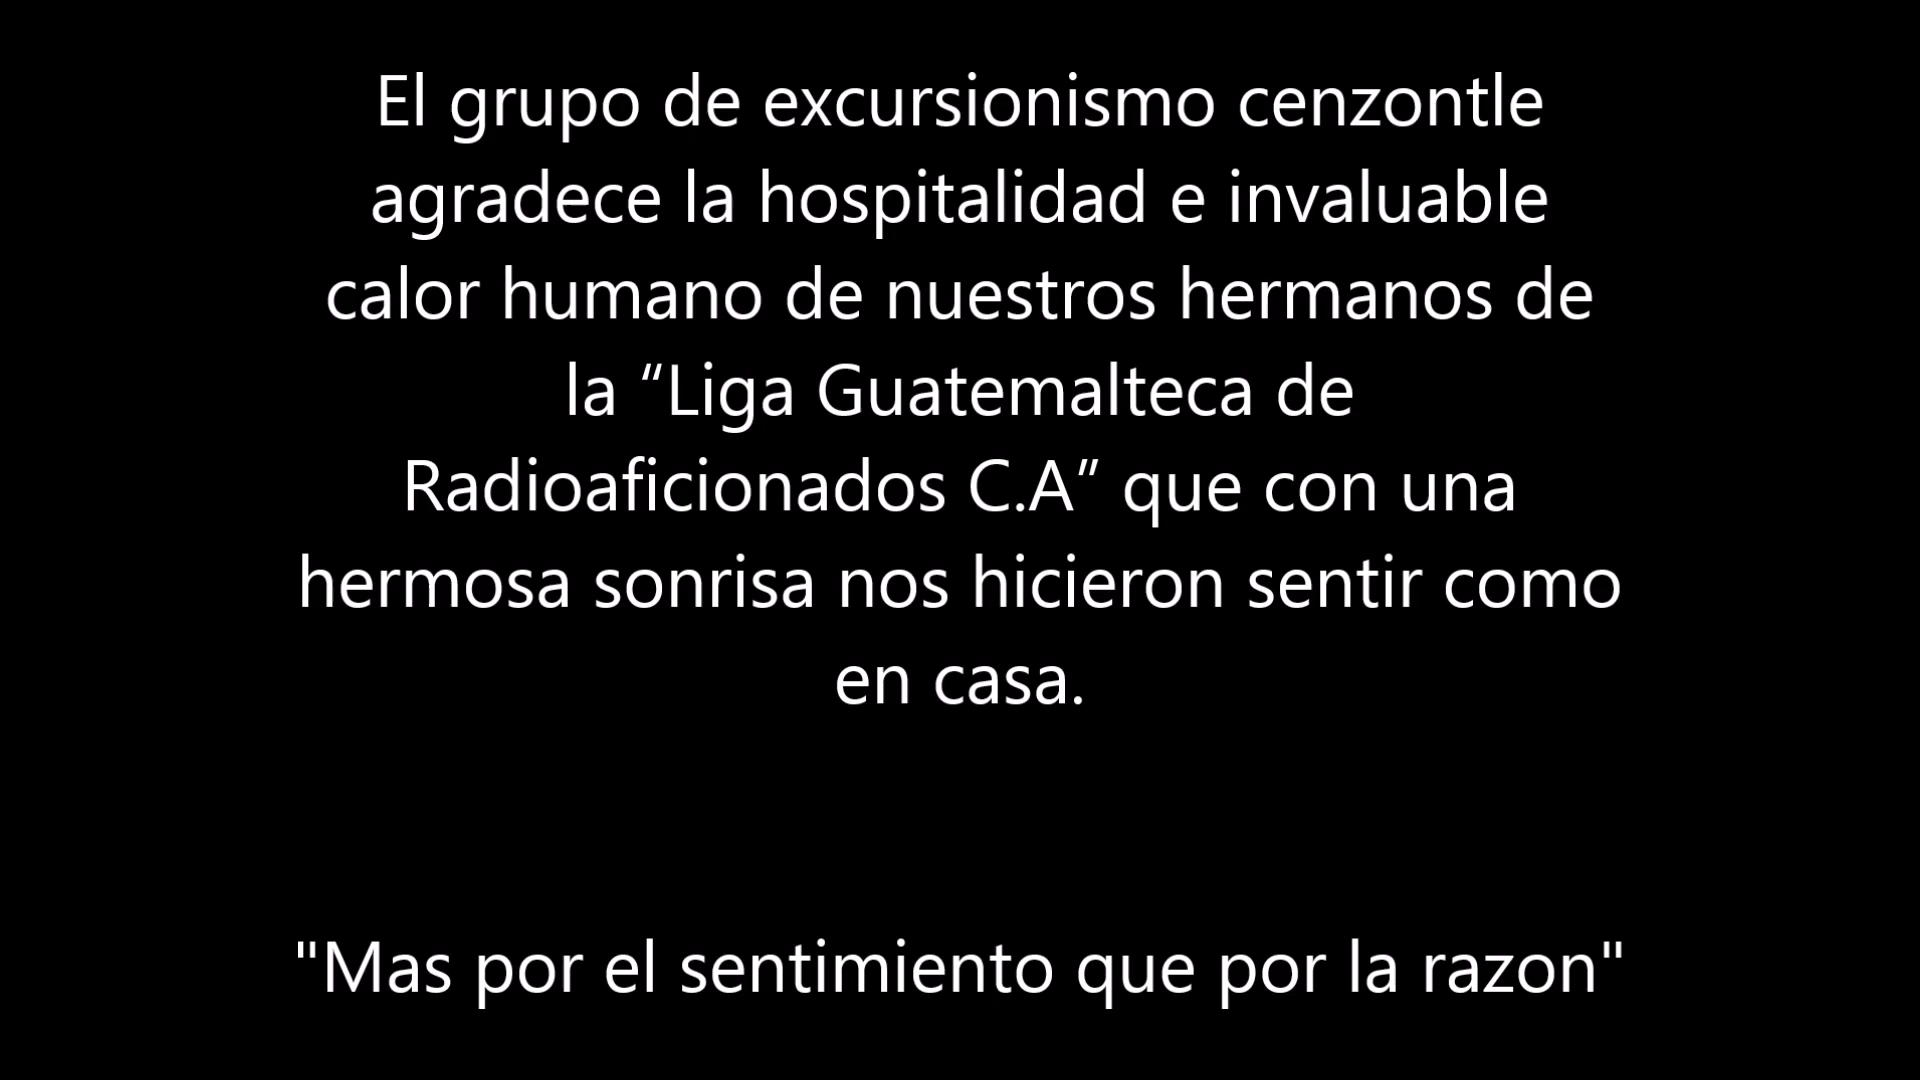 El grupo de excursionismo cenzontle
agradece la hospitalidad e invaluable
calor humano de nuestros hermanos de
la “Liga Guatemalteca de
Radioaficionados C.A” que con una
hermosa sonrisa nos hicieron sentir como
en casa.
"Mas por el sentimiento que por la razon"